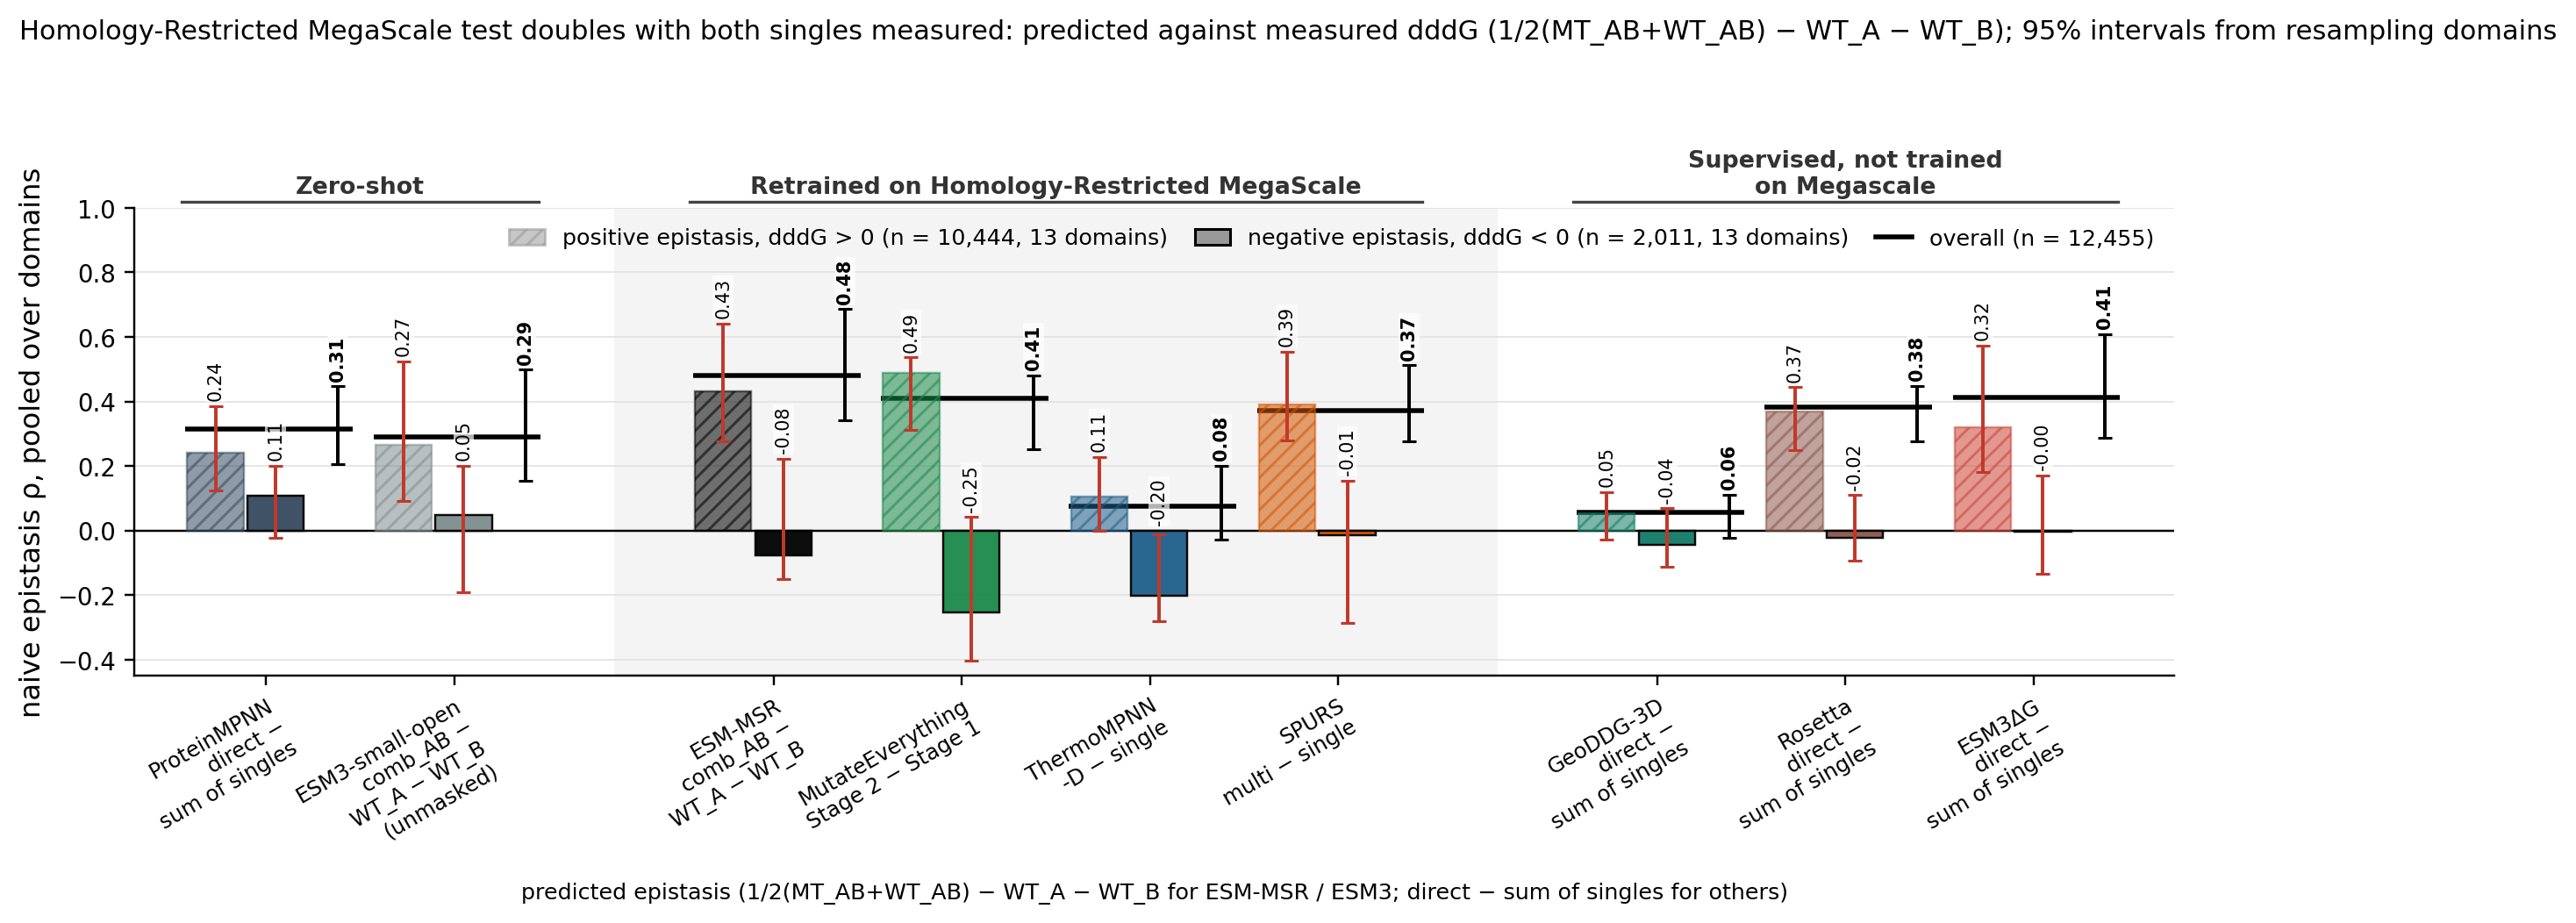 Homology-Restricted MegaScale test doubles with both singles measured: predicted against measured dddG (1/2(MT_AB+WT_AB) − WT_A − WT_B); 95% intervals from resampling domains
Zero-shot
Retrained on Homology-Restricted MegaScale
Supervised, not trained
on Megascale
positive epistasis, dddG > 0 (n = 10,444, 13 domains)
negative epistasis, dddG < 0 (n = 2,011, 13 domains)
overall (n = 12,455)
naive epistasis ρ, pooled over domains
1.0
0.8
0.6
0.4
0.2
0.0
−0.2
−0.4
0.24
0.11
0.31
0.27
0.05
0.29
0.43
-0.08
0.48
0.49
-0.25
0.41
0.11
-0.20
0.08
0.39
-0.01
0.37
0.05
-0.04
0.06
0.37
-0.02
0.38
0.32
-0.00
0.41
ProteinMPNN
direct −
sum of singles
ESM3-small-open
comb_AB −
WT_A − WT_B
(unmasked)
ESM-MSR
comb_AB −
WT_A − WT_B
MutateEverything
Stage 2 − Stage 1
ThermoMPNN
-D − single
SPURS
multi − single
GeoDDG-3D
direct −
sum of singles
Rosetta
direct −
sum of singles
ESM3ΔG
direct −
sum of singles
predicted epistasis (1/2(MT_AB+WT_AB) − WT_A − WT_B for ESM-MSR / ESM3; direct − sum of singles for others)